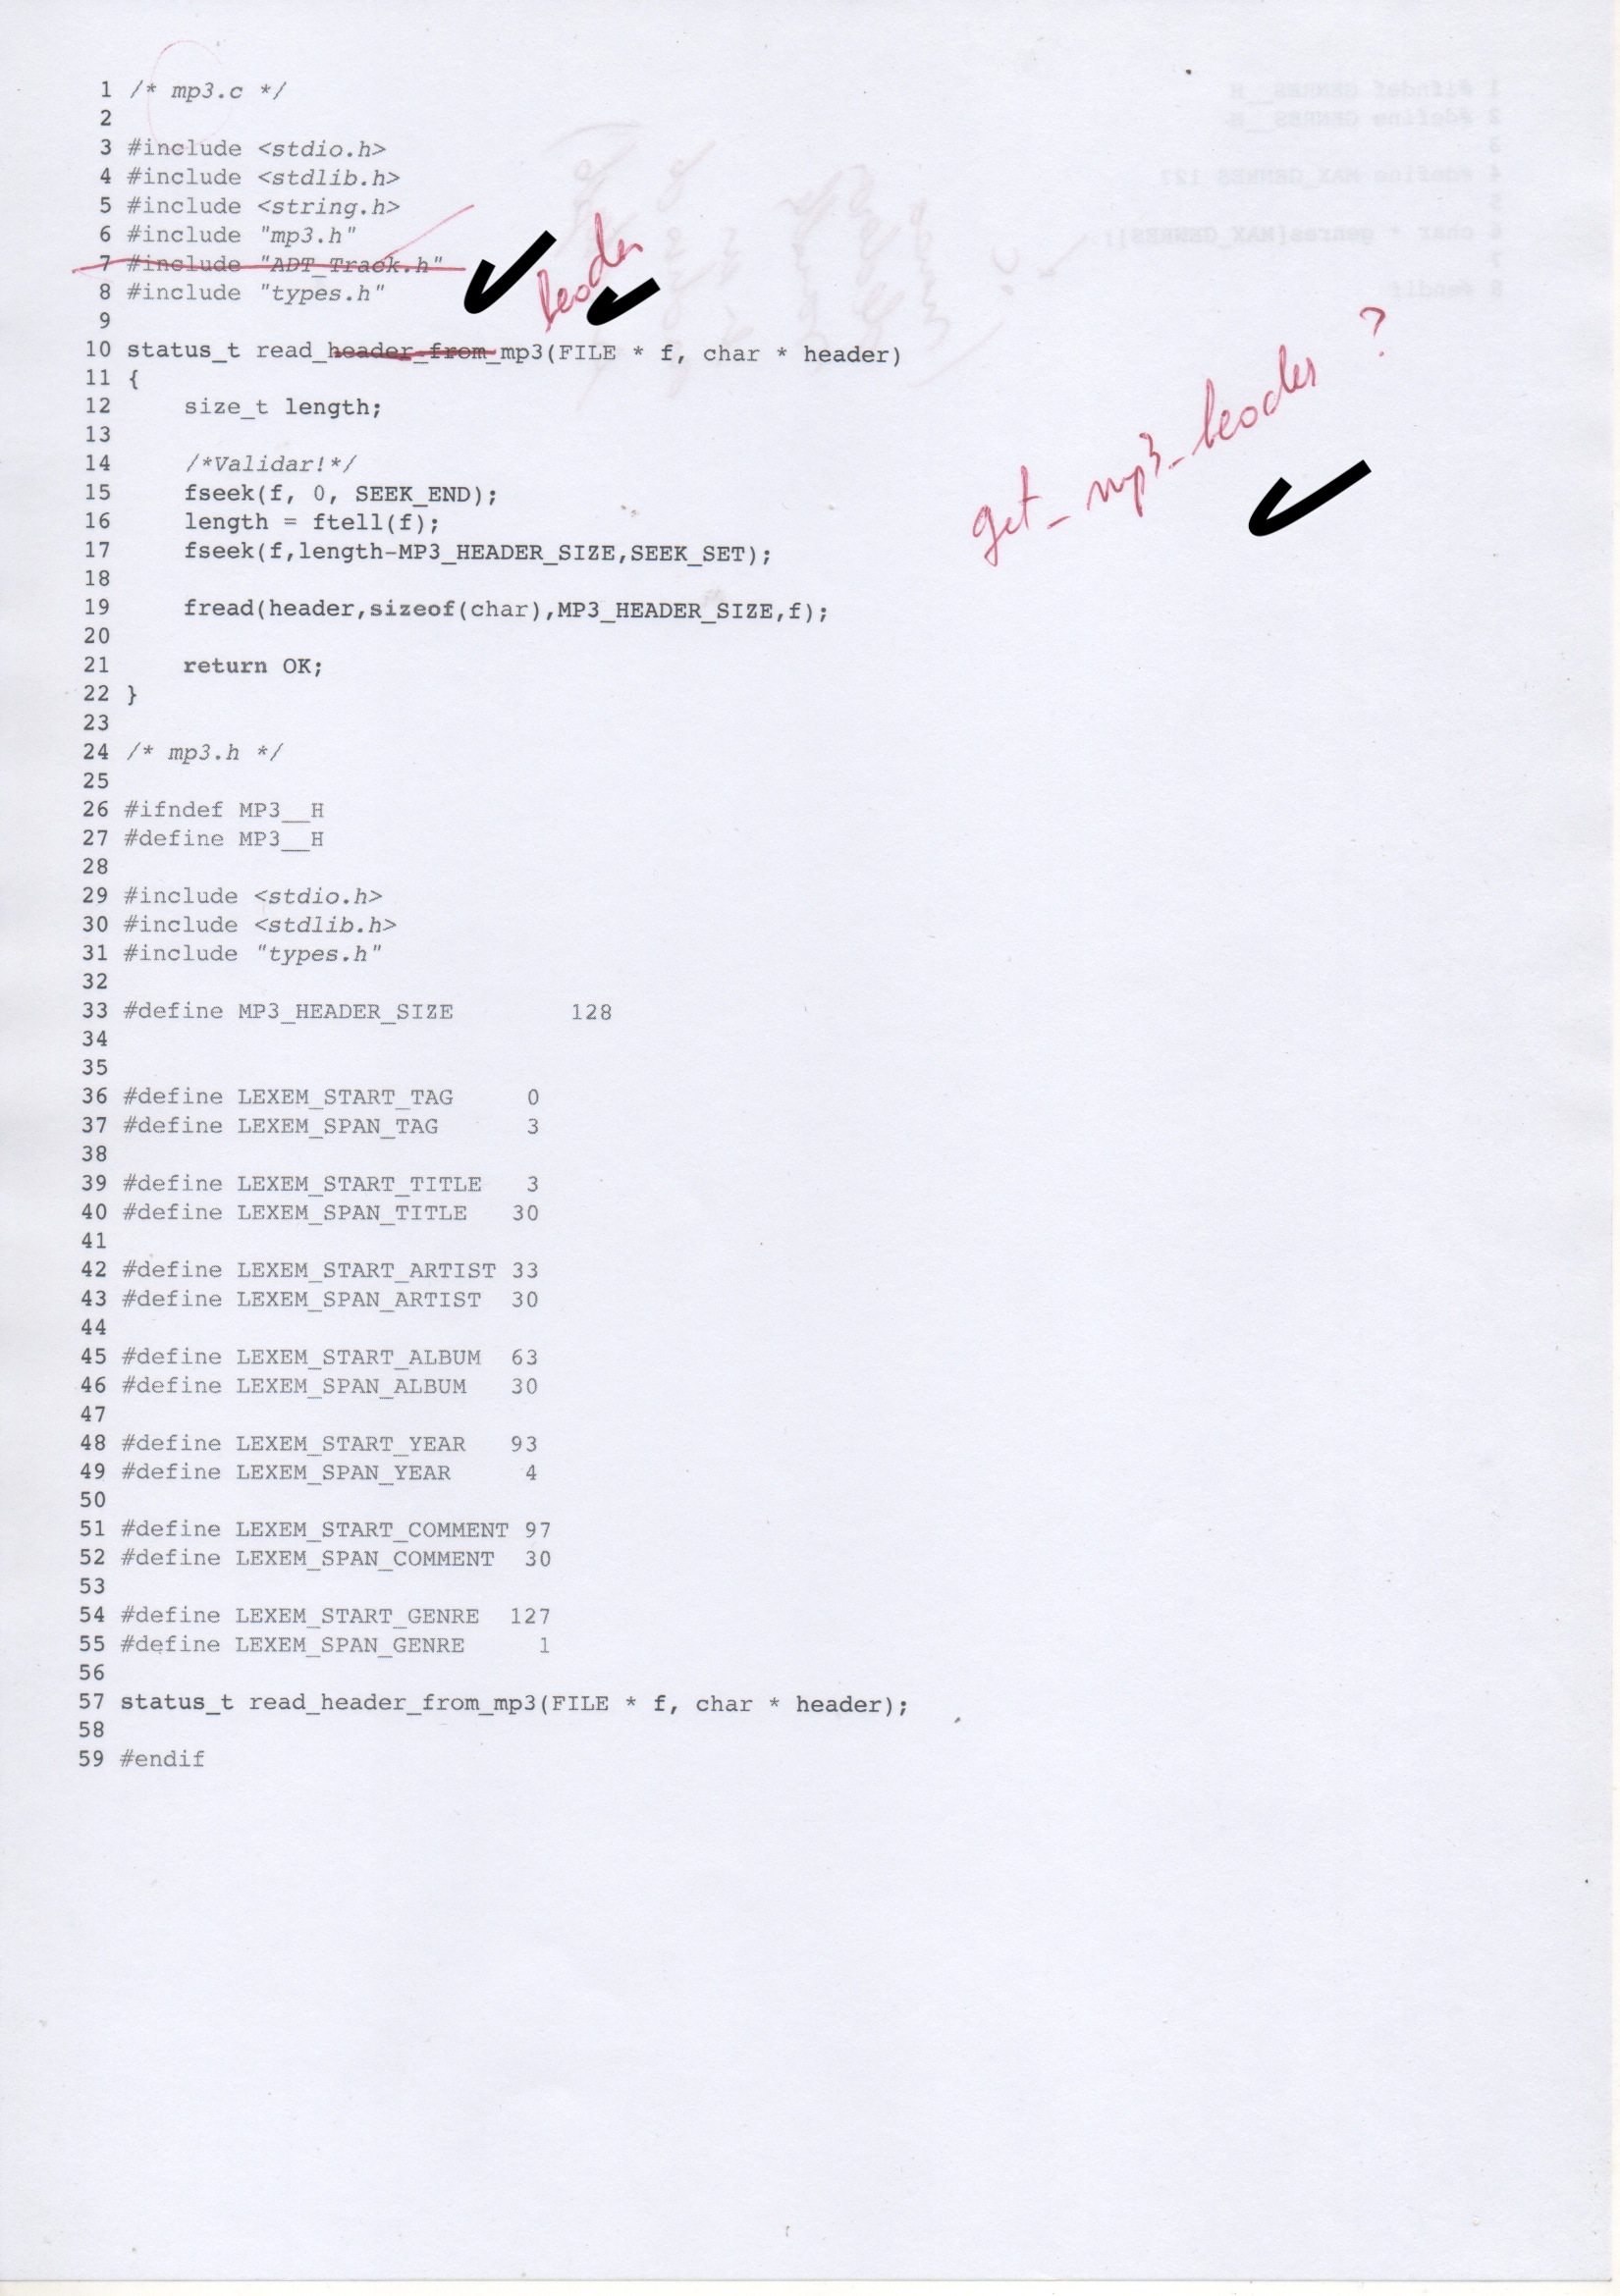 1 /* mp3.c */
2
3 #include <stdio.h>
4 #include <stdlib.h>
5 #include <string.h>
6 #include "mp3.h"
7 #include "ADT_Track.h"
8 #include "types.h"
9
header
10 status_t read_header_from_mp3(FILE * f, char * header)
11 {
12     size_t length;
get_mp3_header ?
13
14     /*Validar!*/
15     fseek(f, 0, SEEK_END);
16     length = ftell(f);
17     fseek(f,length-MP3_HEADER_SIZE,SEEK_SET);
18
19     fread(header,sizeof(char),MP3_HEADER_SIZE,f);
20
21     return OK;
22 }
23
24 /* mp3.h */
25
26 #ifndef MP3__H
27 #define MP3__H
28
29 #include <stdio.h>
30 #include <stdlib.h>
31 #include "types.h"
32
33 #define MP3_HEADER_SIZE        128
34
35
36 #define LEXEM_START_TAG     0
37 #define LEXEM_SPAN_TAG      3
38
39 #define LEXEM_START_TITLE   3
40 #define LEXEM_SPAN_TITLE   30
41
42 #define LEXEM_START_ARTIST 33
43 #define LEXEM_SPAN_ARTIST  30
44
45 #define LEXEM_START_ALBUM  63
46 #define LEXEM_SPAN_ALBUM   30
47
48 #define LEXEM_START_YEAR   93
49 #define LEXEM_SPAN_YEAR     4
50
51 #define LEXEM_START_COMMENT 97
52 #define LEXEM_SPAN_COMMENT  30
53
54 #define LEXEM_START_GENRE  127
55 #define LEXEM_SPAN_GENRE     1
56
57 status_t read_header_from_mp3(FILE * f, char * header);
58
59 #endif